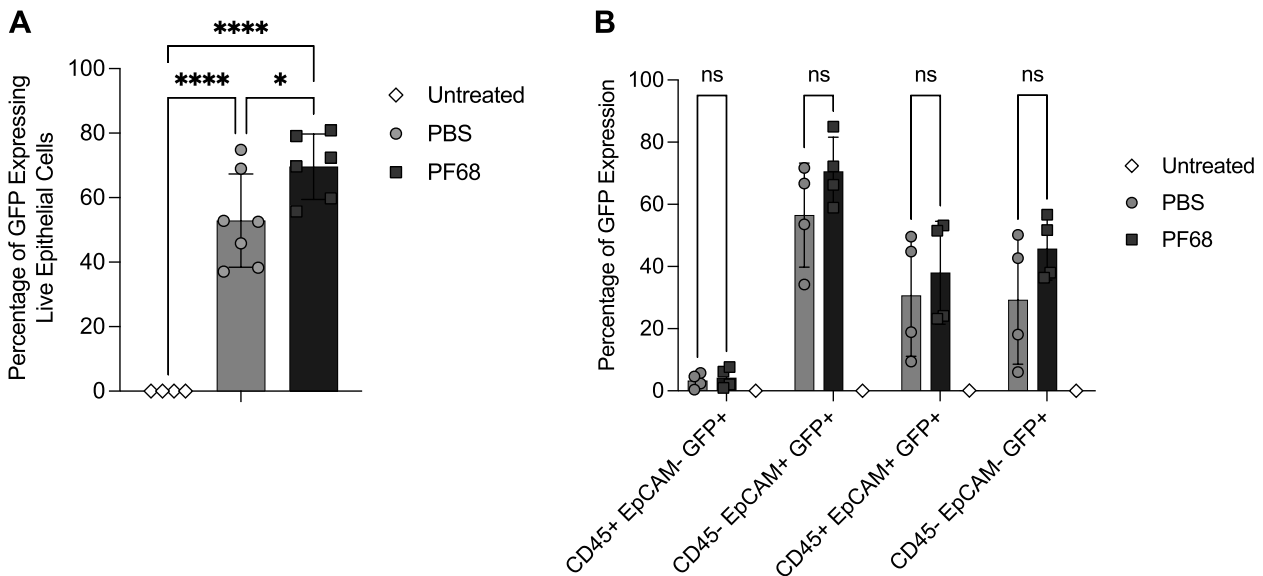 A
Percentage of GFP Expressing
Live Epithelial Cells
100
80
60
40
20
0
****
****
*
Untreated
PBS
PF68
B
Percentage of GFP Expression
100
80
60
40
20
0
ns
ns
ns
ns
CD45+ EpCAM- GFP+
CD45- EpCAM+ GFP+
CD45+ EpCAM+ GFP+
CD45- EpCAM- GFP+
Untreated
PBS
PF68